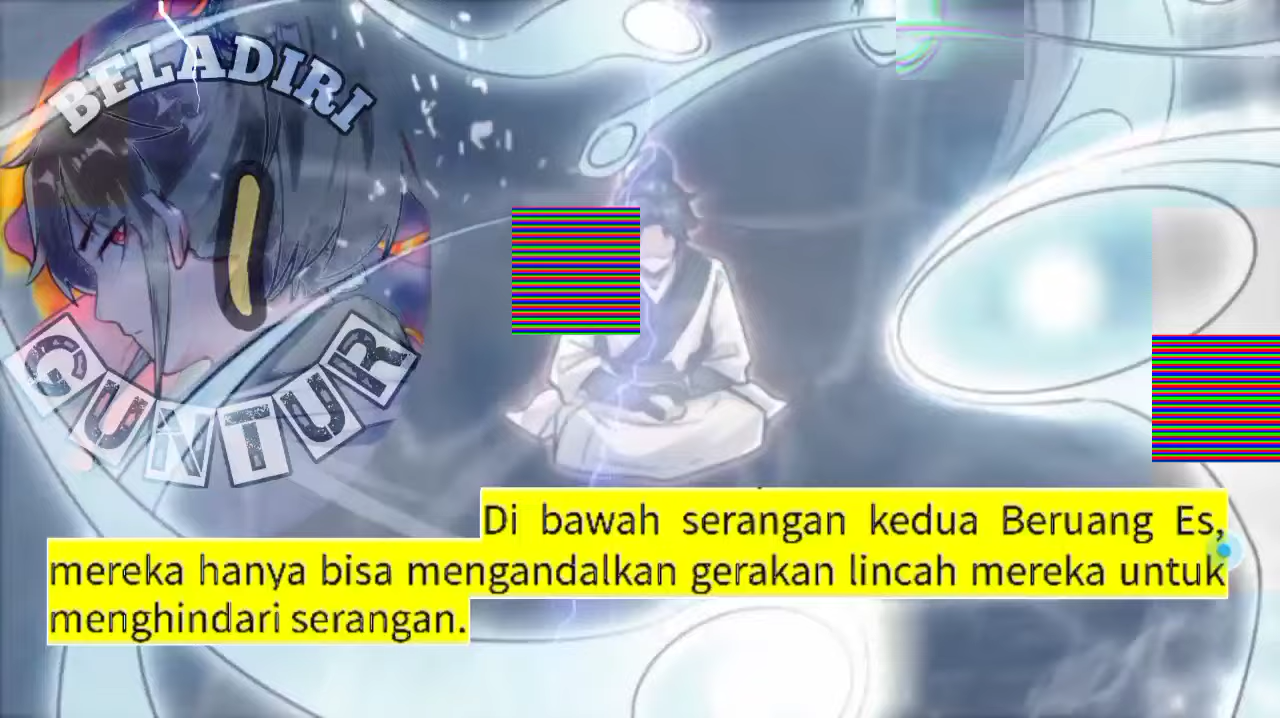 BELADIRI
GUNTUR
Di bawah serangan kedua Beruang Es,
mereka hanya bisa mengandalkan gerakan lincah mereka untuk
menghindari serangan.